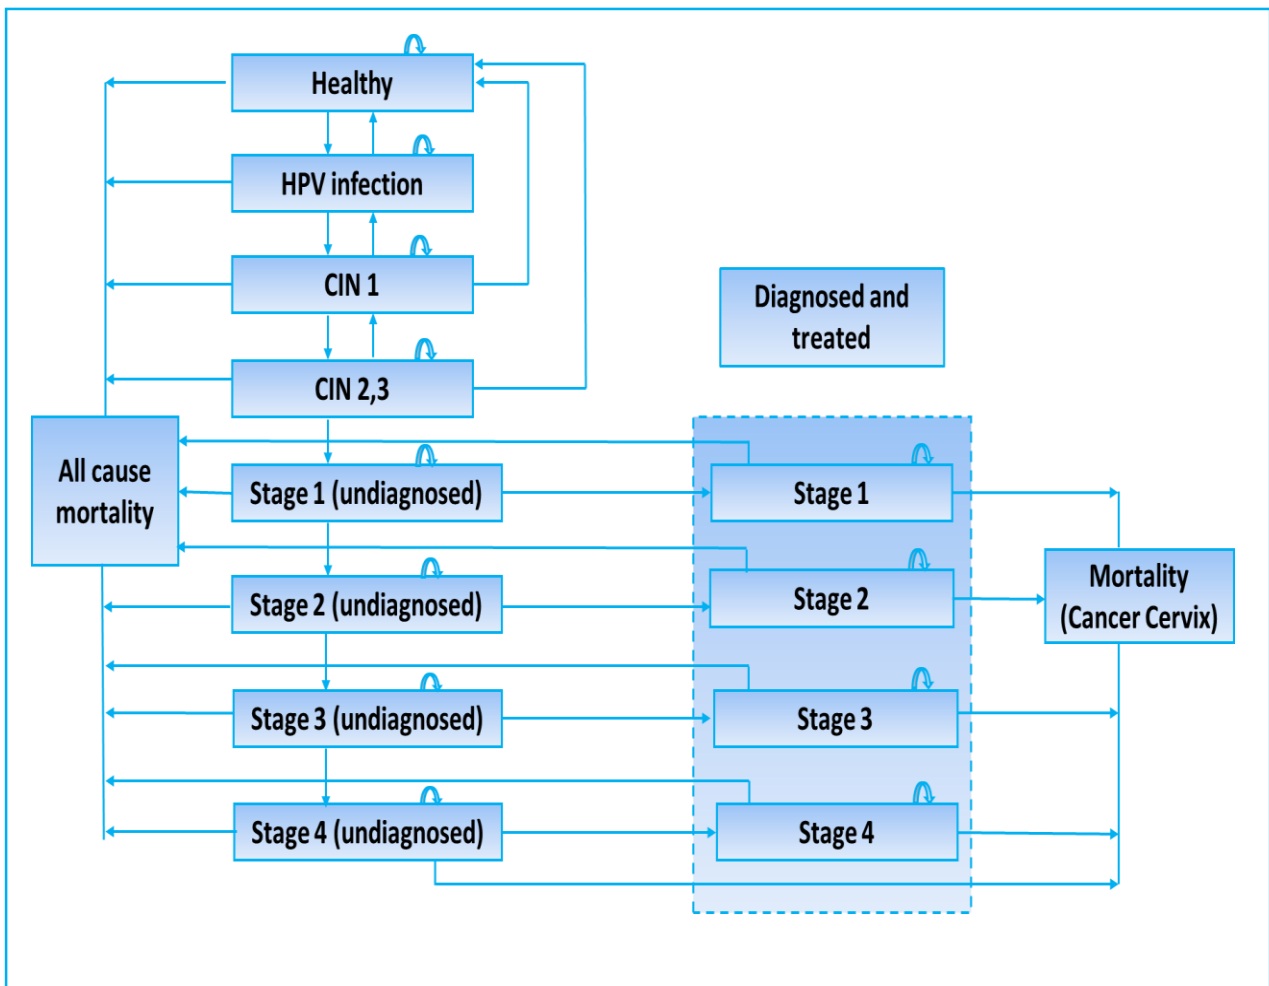 Healthy
HPV infection
CIN 1
Diagnosed and
treated
CIN 2,3
All cause
mortality
Stage 1 (undiagnosed)
Stage 1
Stage 2 (undiagnosed)
Stage 2
Mortality
(Cancer Cervix)
Stage 3 (undiagnosed)
Stage 3
Stage 4 (undiagnosed)
Stage 4